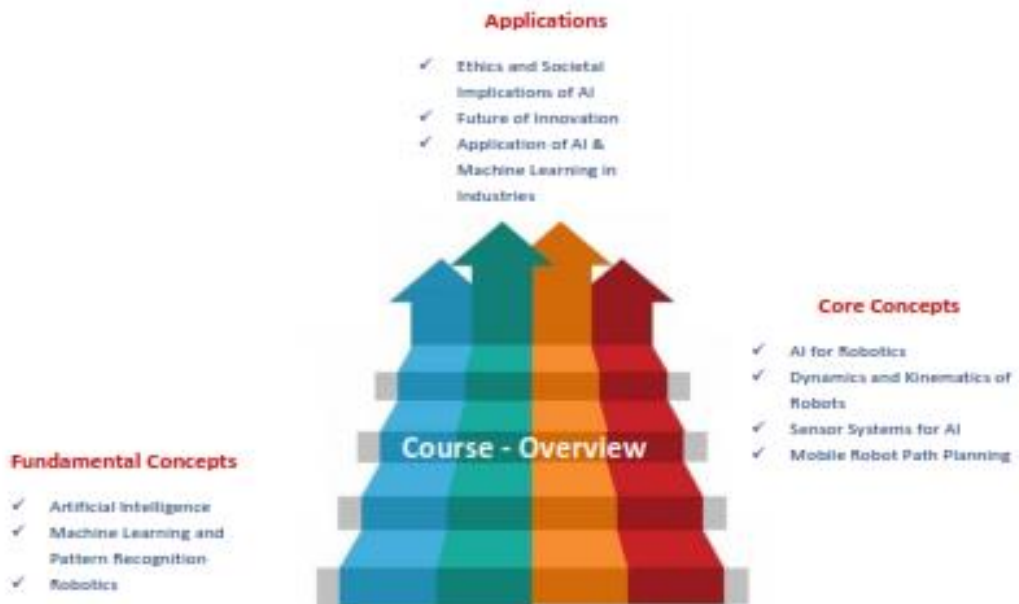 Applications
✓ Ethics and Societal
Implications of AI
✓ Future of Innovation
✓ Application of AI &
Machine Learning in
Industries
Core Concepts
✓ AI for Robotics
✓ Dynamics and Kinematics of
Robots
✓ Sensor Systems for AI
✓ Mobile Robot Path Planning
Course - Overview
Fundamental Concepts
✓ Artificial Intelligence
✓ Machine Learning and
Pattern Recognition
✓ Robotics